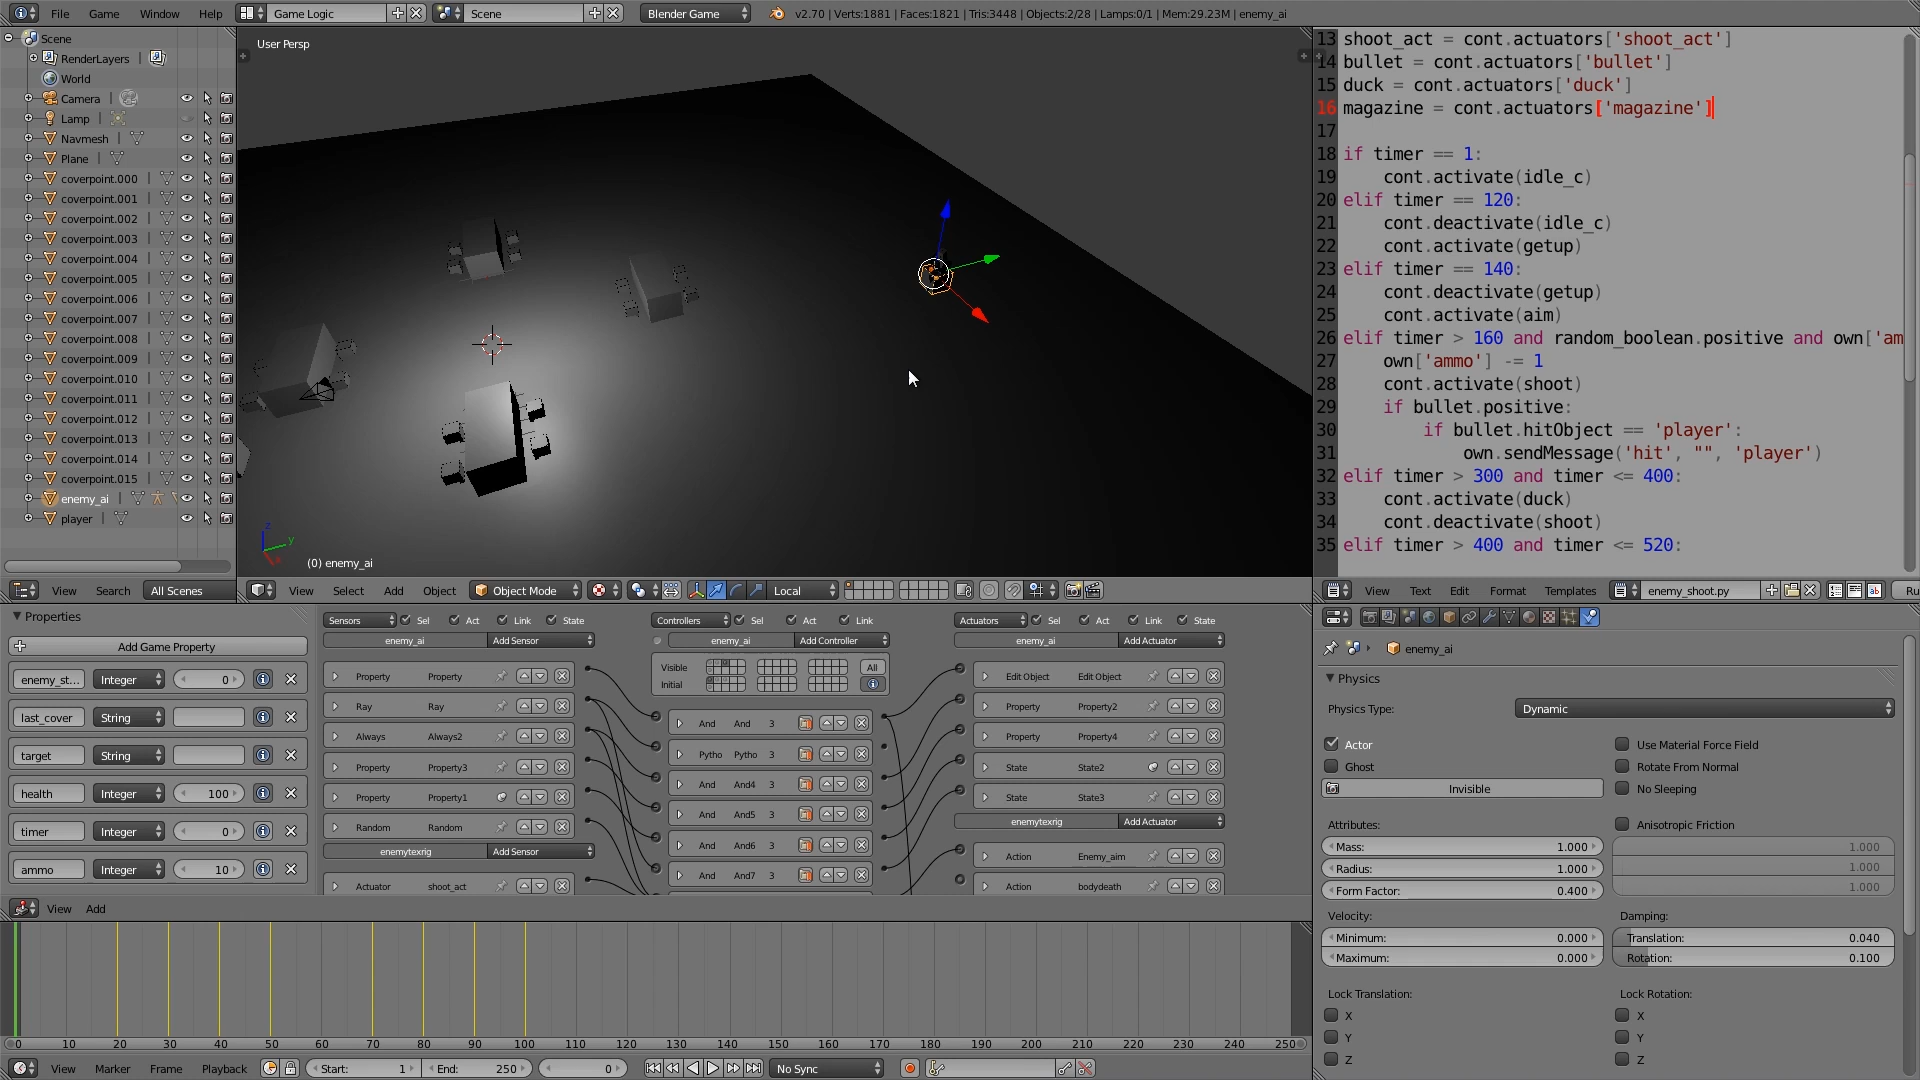 File Game Window Help Game Logic Scene Blender Game v2.70 | Verts:1881 | Faces:1821 | Tris:3448 | Objects:2/28 | Lamps:0/1 | Mem:29.23M | enemy_ai
Scene
RenderLayers
World
Camera
Lamp
Navmesh
Plane
coverpoint.000
coverpoint.001
coverpoint.002
coverpoint.003
coverpoint.004
coverpoint.005
coverpoint.006
coverpoint.007
coverpoint.008
coverpoint.009
coverpoint.010
coverpoint.011
coverpoint.012
coverpoint.013
coverpoint.014
coverpoint.015
enemy_ai
player
View Search All Scenes
User Persp
z
y
(0) enemy_ai
View Select Add Object Object Mode Local
13 shoot_act = cont.actuators['shoot_act']
14 bullet = cont.actuators['bullet']
15 duck = cont.actuators['duck']
16 magazine = cont.actuators['magazine']
17
18 if timer == 1:
19 cont.activate(idle_c)
20 elif timer == 120:
21 cont.deactivate(idle_c)
22 cont.activate(getup)
23 elif timer == 140:
24 cont.deactivate(getup)
25 cont.activate(aim)
26 elif timer > 160 and random_boolean.positive and own['am
27 own['ammo'] -= 1
28 cont.activate(shoot)
29 if bullet.positive:
30 if bullet.hitObject == 'player':
31 own.sendMessage('hit', "", 'player')
32 elif timer > 300 and timer <= 400:
33 cont.activate(duck)
34 cont.deactivate(shoot)
35 elif timer > 400 and timer <= 520:
View Text Edit Format Templates enemy_shoot.py Ru
Properties
Add Game Property
enemy_st... Integer 0
last_cover String
target String
health Integer 100
timer Integer 0
ammo Integer 10
Sensors Sel Act Link State
enemy_ai Add Sensor
Property Property
Ray Ray
Always Always2
Property Property3
Property Property1
Random Random
enemytexrig Add Sensor
Actuator shoot_act
Controllers Sel Act Link
enemy_ai Add Controller
Visible All
Initial
And And 3
Pytho Pytho 3
And And4 3
And And5 3
And And6 3
And And7 3
Actuators Sel Act Link State
enemy_ai Add Actuator
Edit Object Edit Object
Property Property2
Property Property4
State State2
State State3
enemytexrig Add Actuator
Action Enemy_aim
Action bodydeath
View Add
enemy_ai
Physics
Physics Type: Dynamic
Actor Use Material Force Field
Ghost Rotate From Normal
Invisible No Sleeping
Attributes: Anisotropic Friction
Mass: 1.000 1.000
Radius: 1.000 1.000
Form Factor: 0.400 1.000
Velocity: Damping:
Minimum: 0.000 Translation: 0.040
Maximum: 0.000 Rotation: 0.100
Lock Translation: Lock Rotation:
X X
Y Y
Z Z
0 10 20 30 40 50 60 70 80 90 100 110 120 130 140 150 160 170 180 190 200 210 220 230 240 250
View Marker Frame Playback Start: 1 End: 250 0 No Sync